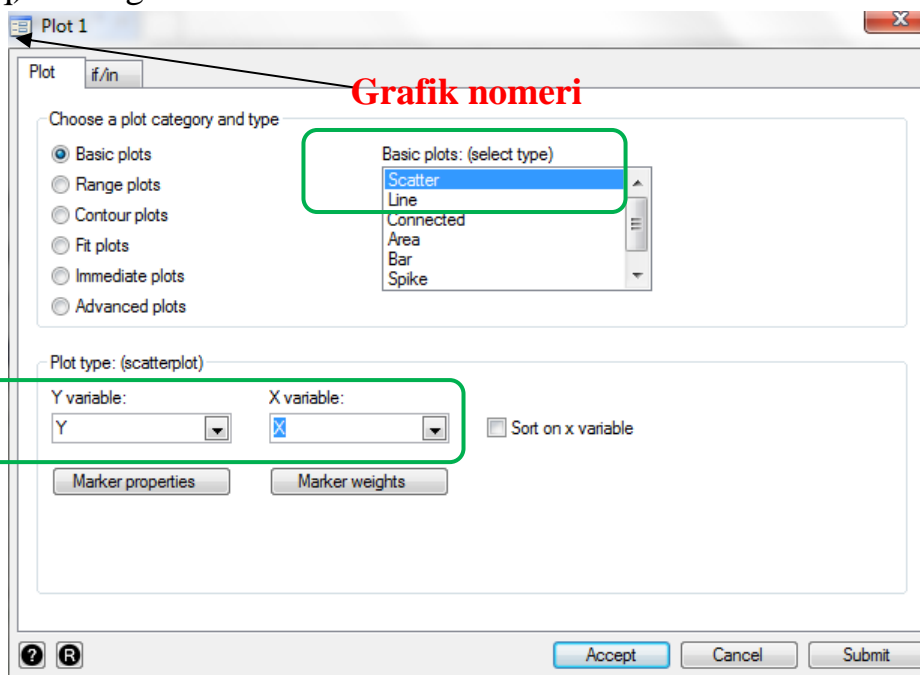 Plot 1
X
Plot if/in
Grafik nomeri
Choose a plot category and type
Basic plots
Range plots
Contour plots
Fit plots
Immediate plots
Advanced plots
Basic plots: (select type)
Scatter
Line
Connected
Area
Bar
Spike
Plot type: (scatterplot)
Y variable: X variable:
Y X Sort on x variable
Marker properties Marker weights
? R Accept Cancel Submit